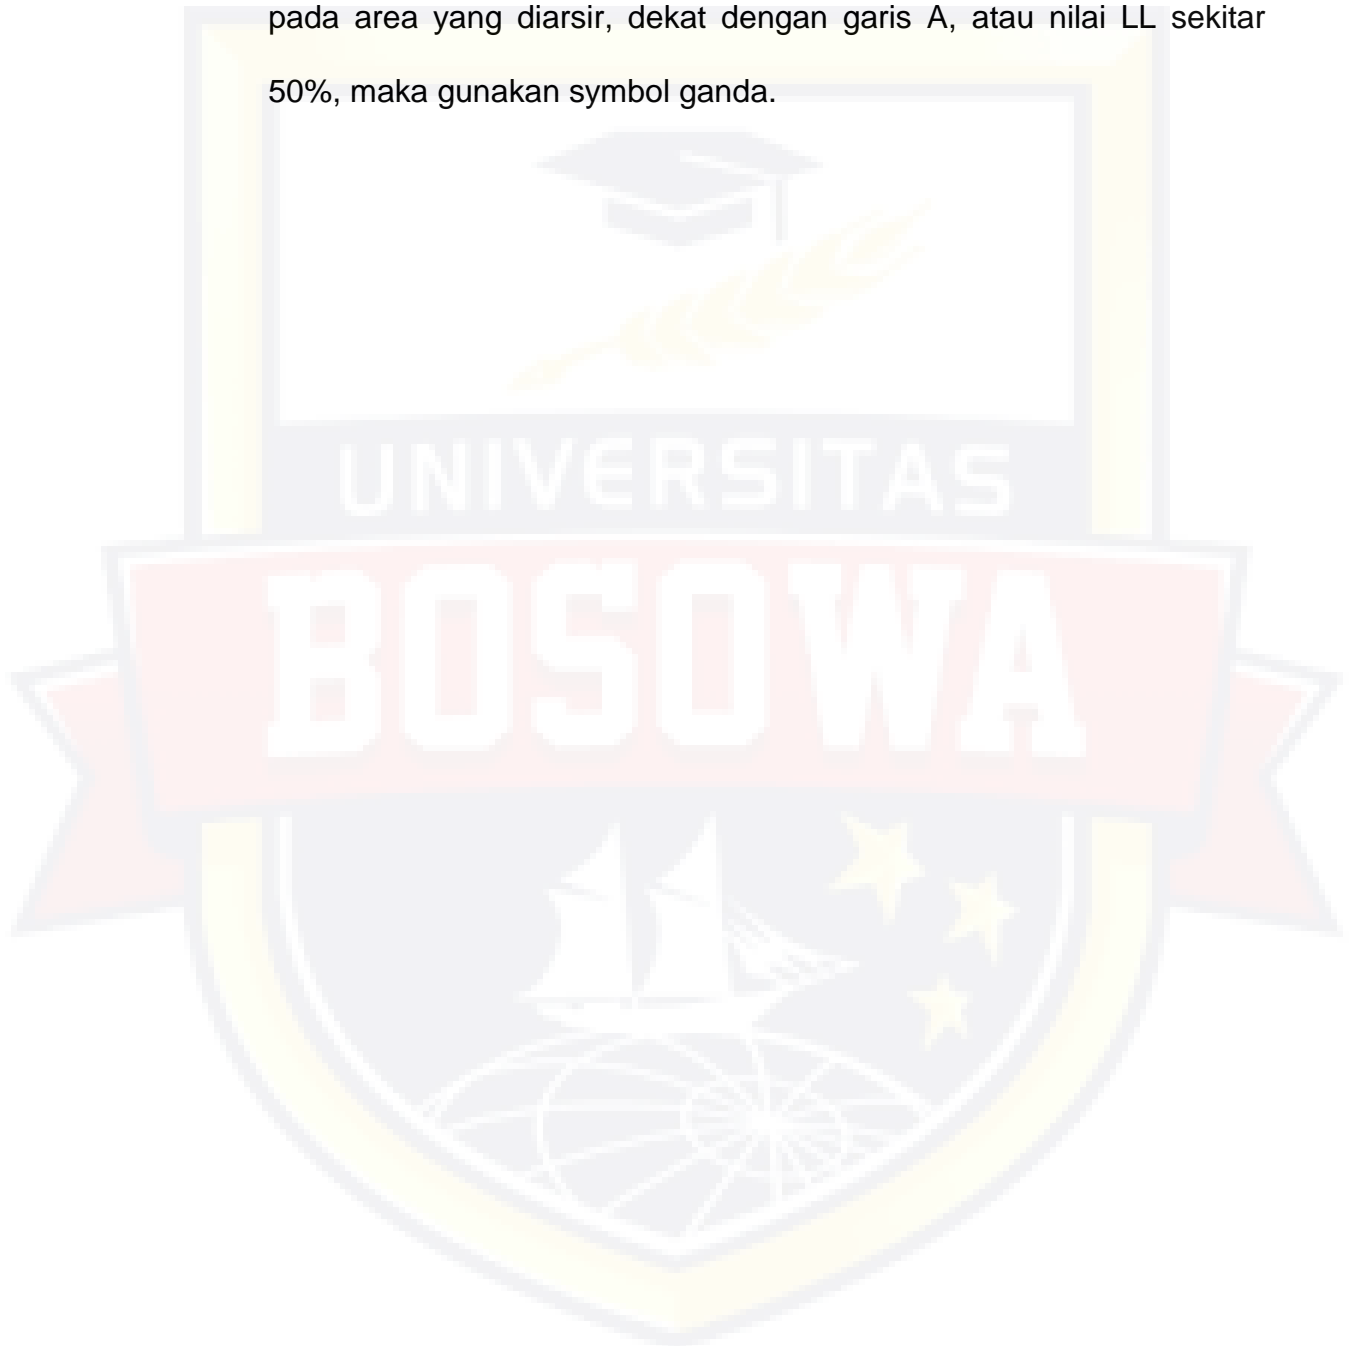 pada area yang diarsir, dekat dengan garis A, atau nilai LL sekitar
50%, maka gunakan symbol ganda.
UNIVERSITAS
BOSOWA